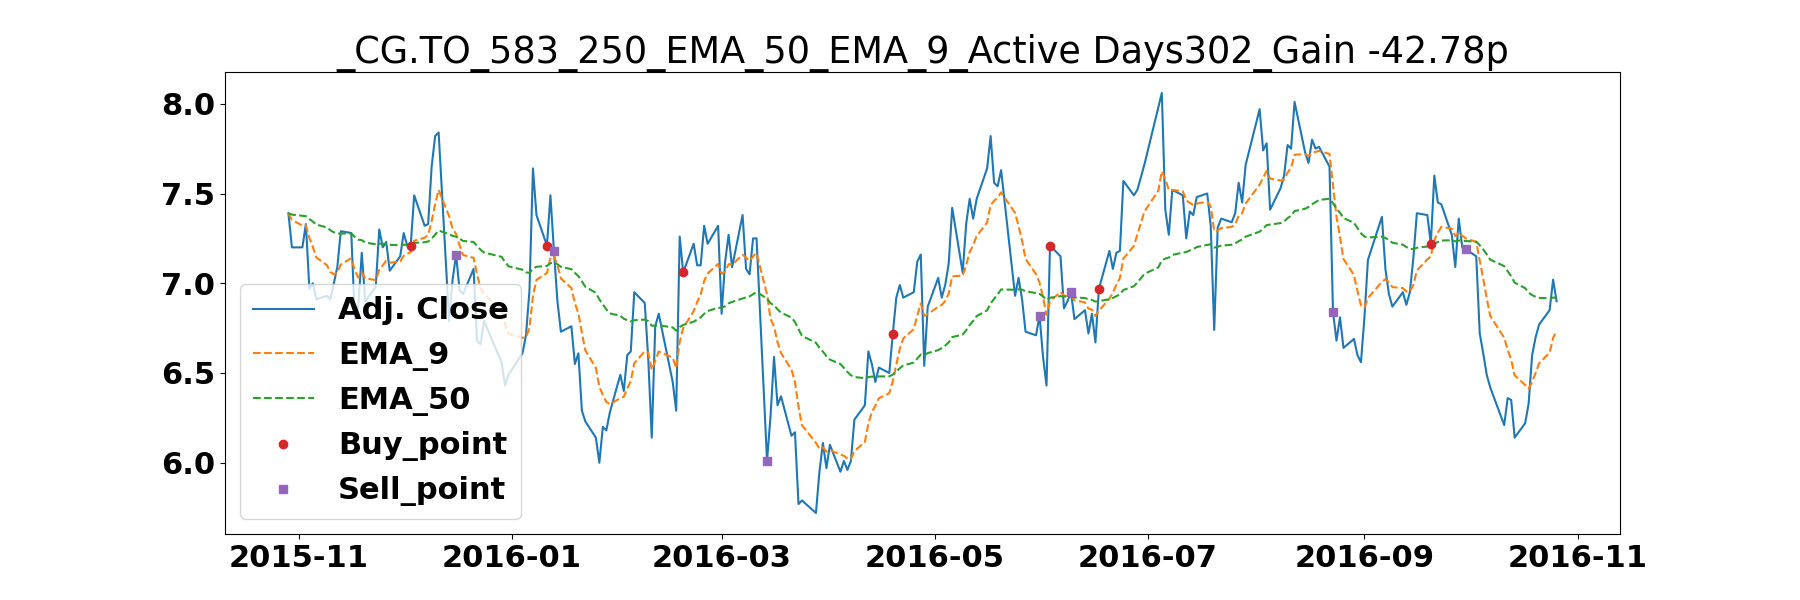 _CG.TO_583_250_EMA_50_EMA_9_Active Days302_Gain -42.78p
8.0
7.5
7.0
6.5
6.0
Adj. Close
EMA_9
EMA_50
Buy_point
Sell_point
2015-11 2016-01 2016-03 2016-05 2016-07 2016-09 2016-11